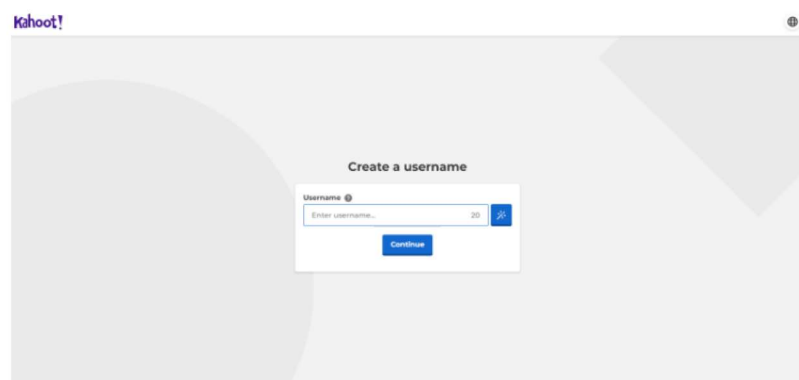 Kahoot!
Create a username
Username
Enter username... 20
Continue